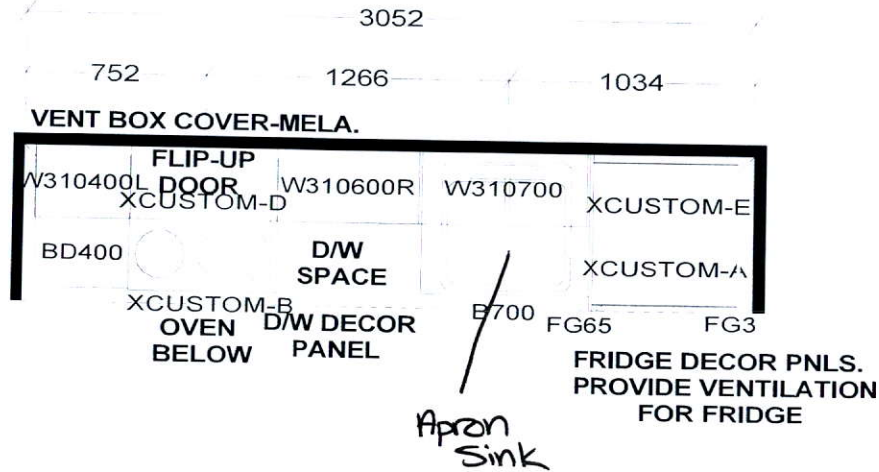 3052
752 1266 1034
VENT BOX COVER-MELA.
FLIP-UP
DOOR
W310400L
XCUSTOM-D
W310600R
W310700
XCUSTOM-E
BD400
D/W
SPACE
XCUSTOM-A
XCUSTOM-B
B700
FG65
FG3
OVEN
BELOW
D/W DECOR
PANEL
FRIDGE DECOR PNLS.
PROVIDE VENTILATION
FOR FRIDGE
Apron
Sink